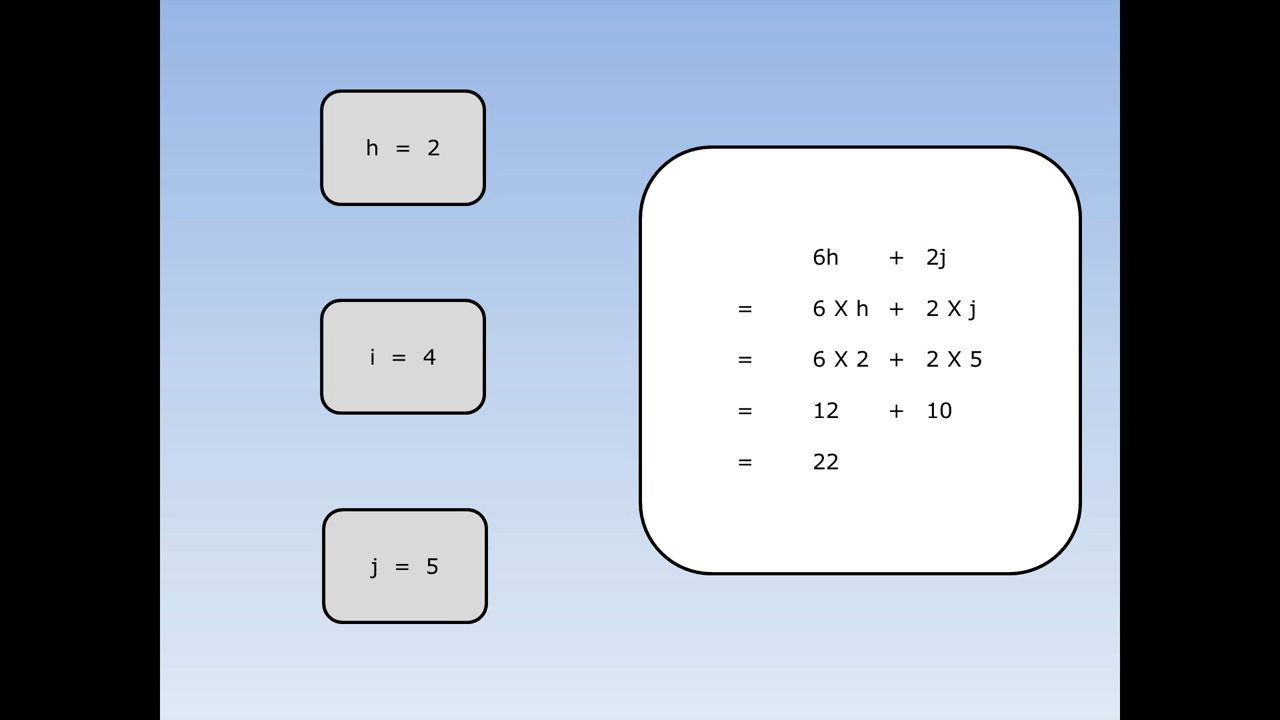 h = 2
i = 4
j = 5
6h + 2j
= 6 X h + 2 X j
= 6 X 2 + 2 X 5
= 12 + 10
= 22